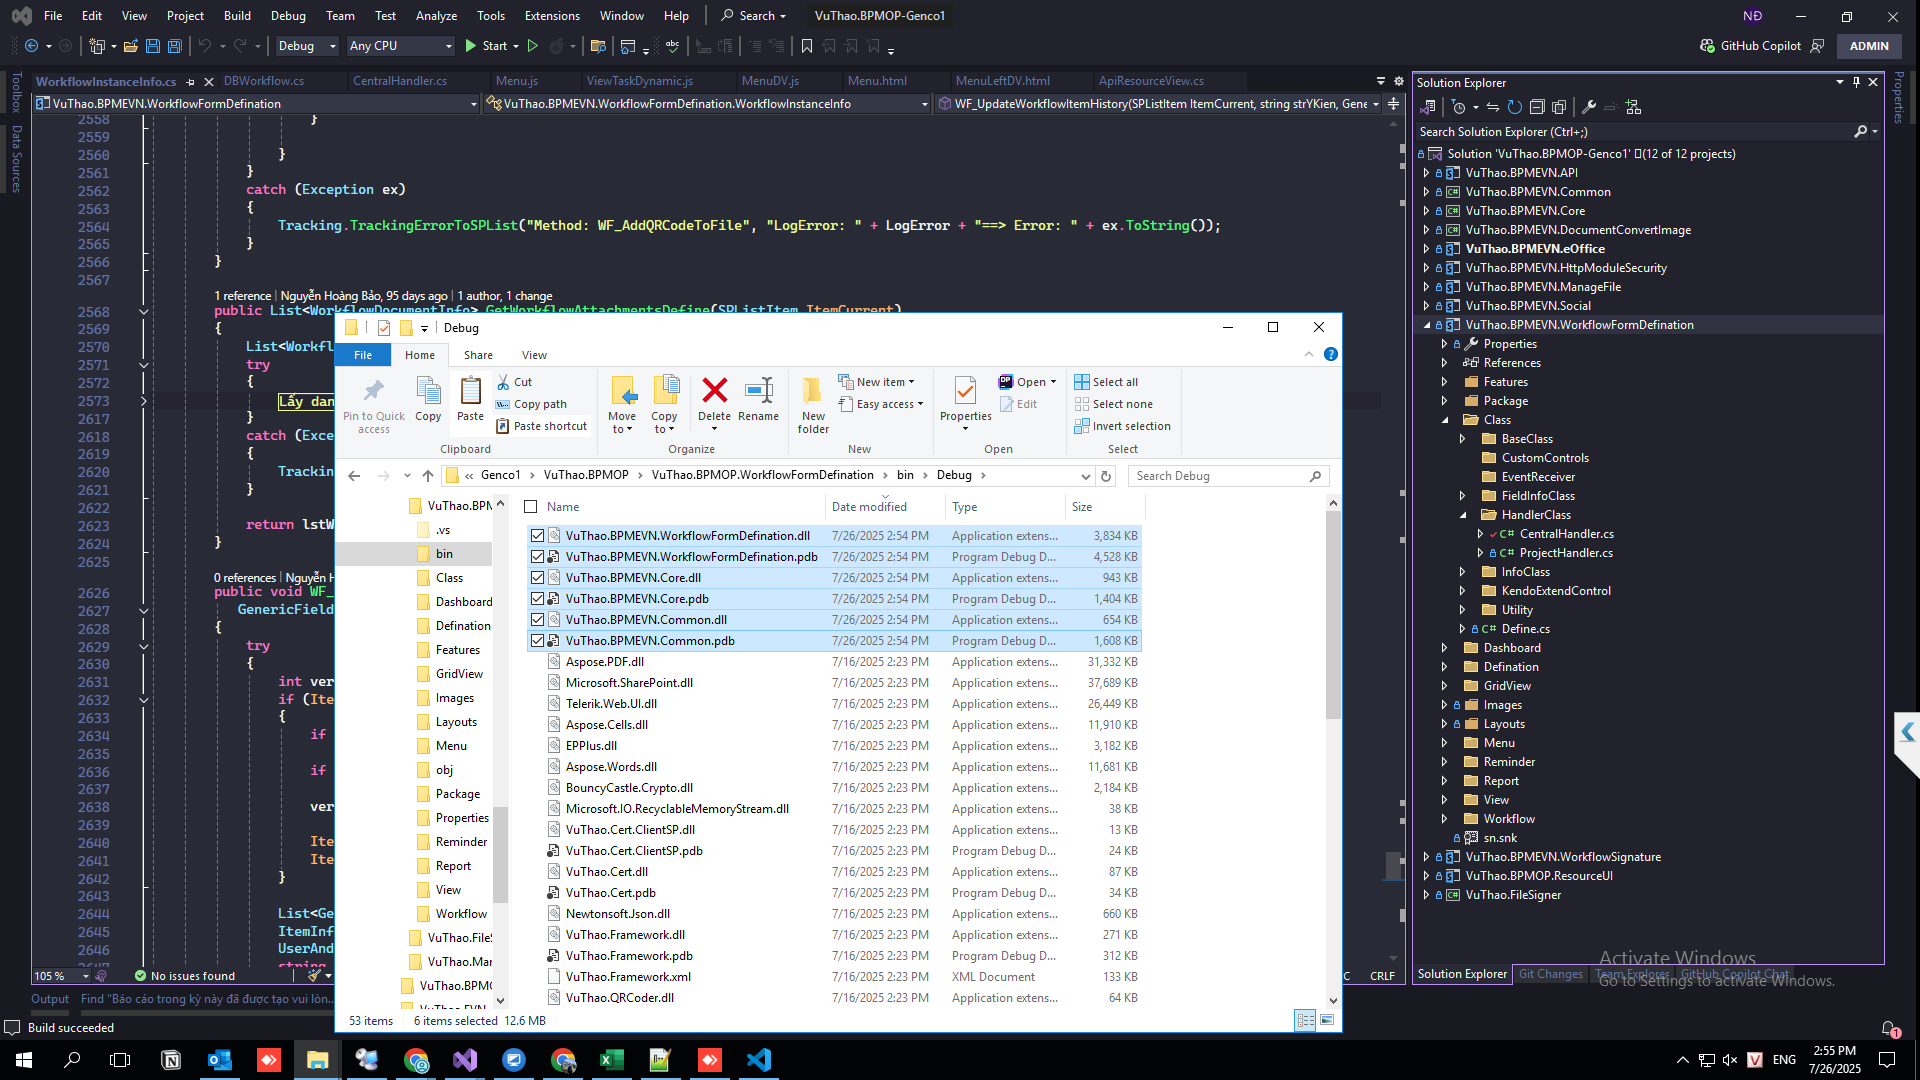 File Edit View Project Build Debug Team Test Analyze Tools Extensions Window Help Search VuThao.BPMOP-Genco1 NĐ
Debug Any CPU Start GitHub Copilot ADMIN
WorkflowInstanceInfo.cs DBWorkflow.cs CentralHandler.cs Menu.js ViewTaskDynamic.js MenuDV.js Menu.html MenuLeftDV.html ApiResourceView.cs
VuThao.BPMEVN.WorkflowFormDefination VuThao.BPMEVN.WorkflowFormDefination.WorkflowInstanceInfo WF_UpdateWorkflowItemHistory(SPListItem ItemCurrent, string strYKien, Gene
Toolbox
Data Sources
2558 }
2559
2560 }
2561 }
2562 catch (Exception ex)
2563 {
2564 Tracking.TrackingErrorToSPList("Method: WF_AddQRCodeToFile", "LogError: " + LogError + "==> Error: " + ex.ToString());
2565 }
2566 }
2567
1 reference | Nguyễn Hoàng Bảo, 95 days ago | 1 author, 1 change
2568 public List<WorkflowDocumentInfo> GetWorkflowAttachmentsDefine(SPListItem ItemCurrent)
2569 {
2570 List<Workfl
2571 try
2572 {
2573 Lấy dan
2617 }
2618 catch (Exce
2619 {
2620 Tracking
2621 }
2622
2623 return lstW
2624 }
2625
0 references | Nguyễn H
2626 public void WF_
2627 GenericField
2628 {
2629 try
2630 {
2631 int ver
2632 if (Ite
2633 {
2634 if
2635
2636 if
2637
2638 ver
2639
2640 Ite
2641 Ite
2642 }
2643
2644 List<Ge
2645 ItemInf
2646 UserAnd
2647 string
105 % No issues found C CRLF
Output Find "Báo cáo trong kỳ này đã được tạo vui lòn...
Build succeeded
Debug
File Home Share View
Pin to Quick access
Copy
Paste
Cut
Copy path
Paste shortcut
Clipboard
Move to
Copy to
Delete
Rename
Organize
New folder
New item
Easy access
New
Properties
Open
Edit
Open
Select all
Select none
Invert selection
Select
« Genco1 › VuThao.BPMOP › VuThao.BPMOP.WorkflowFormDefination › bin › Debug ›
Search Debug
VuThao.BPM
.vs
bin
Class
Dashboard
Defination
Features
GridView
Images
Layouts
Menu
obj
Package
Properties
Reminder
Report
View
Workflow
VuThao.File
VuThao.Mar
VuThao.BPMO
VuThao.EVN
Name Date modified Type Size
VuThao.BPMEVN.WorkflowFormDefination.dll 7/26/2025 2:54 PM Application extens... 3,834 KB
VuThao.BPMEVN.WorkflowFormDefination.pdb 7/26/2025 2:54 PM Program Debug D... 4,528 KB
VuThao.BPMEVN.Core.dll 7/26/2025 2:54 PM Application extens... 943 KB
VuThao.BPMEVN.Core.pdb 7/26/2025 2:54 PM Program Debug D... 1,404 KB
VuThao.BPMEVN.Common.dll 7/26/2025 2:54 PM Application extens... 654 KB
VuThao.BPMEVN.Common.pdb 7/26/2025 2:54 PM Program Debug D... 1,608 KB
Aspose.PDF.dll 7/16/2025 2:23 PM Application extens... 31,332 KB
Microsoft.SharePoint.dll 7/16/2025 2:23 PM Application extens... 37,689 KB
Telerik.Web.UI.dll 7/16/2025 2:23 PM Application extens... 26,449 KB
Aspose.Cells.dll 7/16/2025 2:23 PM Application extens... 11,910 KB
EPPlus.dll 7/16/2025 2:23 PM Application extens... 3,182 KB
Aspose.Words.dll 7/16/2025 2:23 PM Application extens... 11,681 KB
BouncyCastle.Crypto.dll 7/16/2025 2:23 PM Application extens... 2,184 KB
Microsoft.IO.RecyclableMemoryStream.dll 7/16/2025 2:23 PM Application extens... 38 KB
VuThao.Cert.ClientSP.dll 7/16/2025 2:23 PM Application extens... 13 KB
VuThao.Cert.ClientSP.pdb 7/16/2025 2:23 PM Program Debug D... 24 KB
VuThao.Cert.dll 7/16/2025 2:23 PM Application extens... 87 KB
VuThao.Cert.pdb 7/16/2025 2:23 PM Program Debug D... 34 KB
Newtonsoft.Json.dll 7/16/2025 2:23 PM Application extens... 660 KB
VuThao.Framework.dll 7/16/2025 2:23 PM Application extens... 271 KB
VuThao.Framework.pdb 7/16/2025 2:23 PM Program Debug D... 312 KB
VuThao.Framework.xml 7/16/2025 2:23 PM XML Document 133 KB
VuThao.QRCoder.dll 7/16/2025 2:23 PM Application extens... 64 KB
53 items 6 items selected 12.6 MB
Solution Explorer
Search Solution Explorer (Ctrl+;)
Solution 'VuThao.BPMOP-Genco1' (12 of 12 projects)
VuThao.BPMEVN.API
VuThao.BPMEVN.Common
VuThao.BPMEVN.Core
VuThao.BPMEVN.DocumentConvertImage
VuThao.BPMEVN.eOffice
VuThao.BPMEVN.HttpModuleSecurity
VuThao.BPMEVN.ManageFile
VuThao.BPMEVN.Social
VuThao.BPMEVN.WorkflowFormDefination
Properties
References
Features
Package
Class
BaseClass
CustomControls
EventReceiver
FieldInfoClass
HandlerClass
C# CentralHandler.cs
C# ProjectHandler.cs
InfoClass
KendoExtendControl
Utility
C# Define.cs
Dashboard
Defination
GridView
Images
Layouts
Menu
Reminder
Report
View
Workflow
sn.snk
VuThao.BPMEVN.WorkflowSignature
VuThao.BPMOP.ResourceUI
VuThao.FileSigner
Solution Explorer Git Changes Team Explorer GitHub Copilot Chat
Properties
Activate Windows
Go to Settings to activate Windows.
1
ENG
2:55 PM
7/26/2025